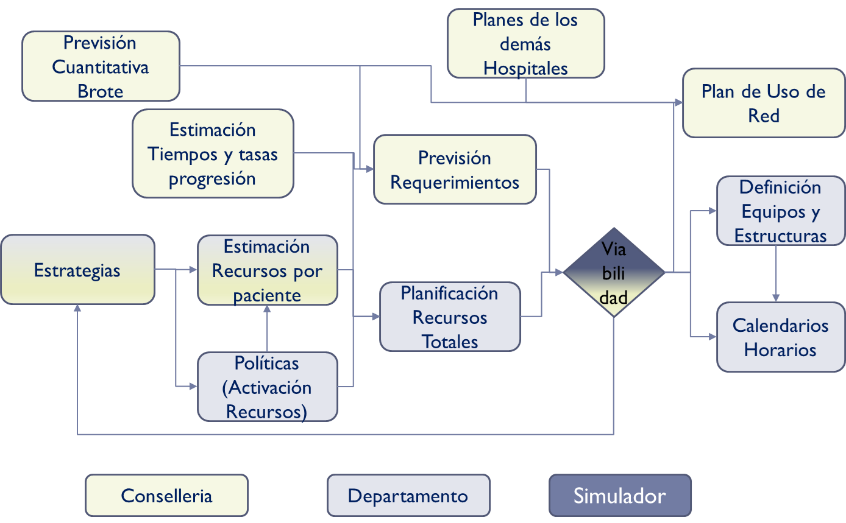 Previsión
Cuantitativa
Brote
Planes de los
demás
Hospitales
Plan de Uso de
Red
Estimación
Tiempos y tasas
progresión
Previsión
Requerimientos
Definición
Equipos y
Estructuras
Estrategias
Estimación
Recursos por
paciente
Via
bili
dad
Planificación
Recursos
Totales
Calendarios
Horarios
Políticas
(Activación
Recursos)
Conselleria
Departamento
Simulador